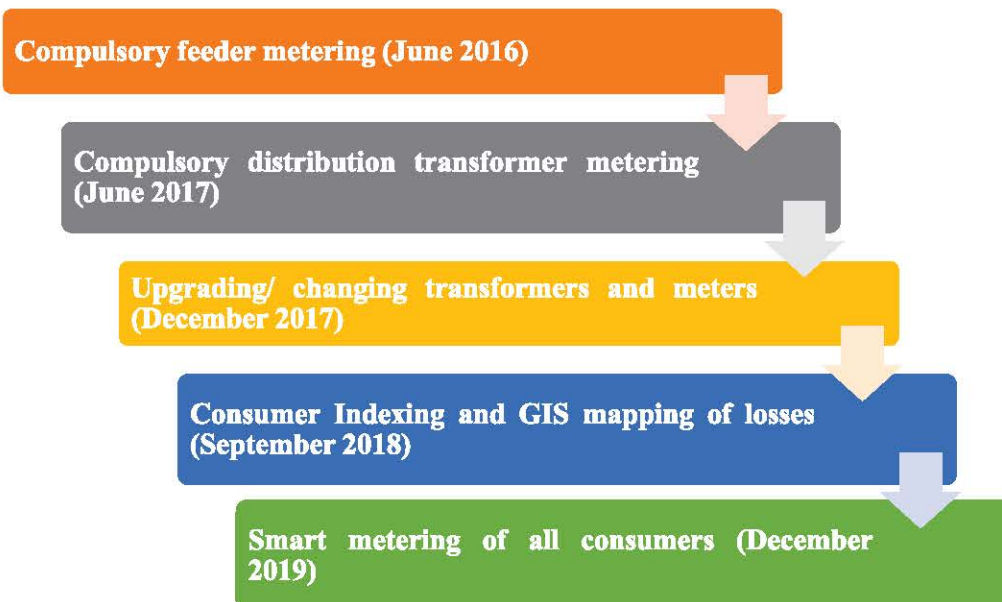 Compulsory feeder metering (June 2016)
Compulsory distribution transformer metering
(June 2017)
Upgrading/ changing transformers and meters
(December 2017)
Consumer Indexing and GIS mapping of losses
(September 2018)
Smart metering of all consumers (December
2019)